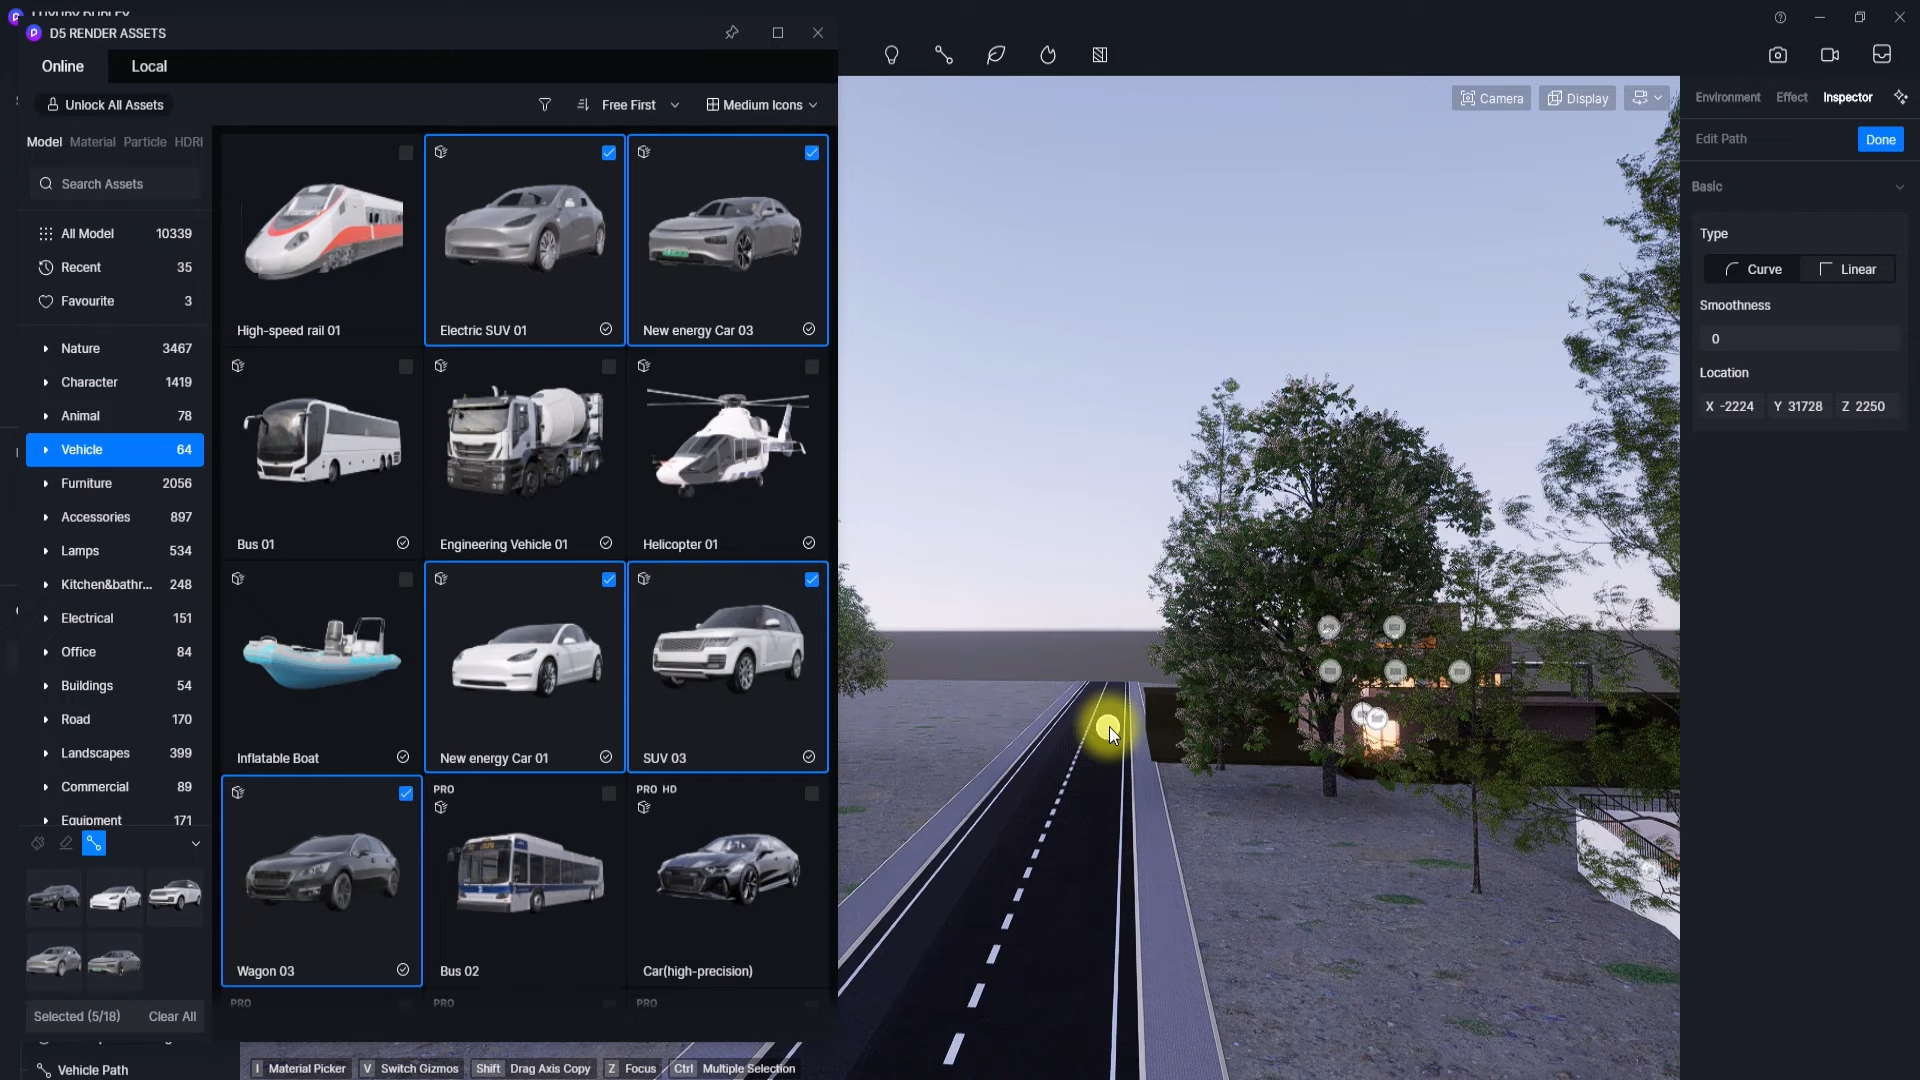 D5 RENDER ASSETS
Online
Local
Unlock All Assets
Free First
Medium Icons
Model
Material
Particle
HDRI
Search Assets
All Model 10339
Recent 35
Favourite 3
Nature 3467
Character 1419
Animal 78
Vehicle 64
Furniture 2056
Accessories 897
Lamps 534
Kitchen&bathr... 248
Electrical 151
Office 84
Buildings 54
Road 170
Landscapes 399
Commercial 89
Equipment 171
Selected (5/18)
Clear All
Vehicle Path
High-speed rail 01
Electric SUV 01
New energy Car 03
Bus 01
Engineering Vehicle 01
Helicopter 01
Inflatable Boat
New energy Car 01
SUV 03
PRO
PRO HD
Wagon 03
Bus 02
Car(high-precision)
PRO
PRO
PRO
I Material Picker
V Switch Gizmos
Shift Drag Axis Copy
Z Focus
Ctrl Multiple Selection
Camera
Display
Environment
Effect
Inspector
Edit Path
Done
Basic
Type
Curve
Linear
Smoothness
0
Location
X -2224
Y 31728
Z 2250